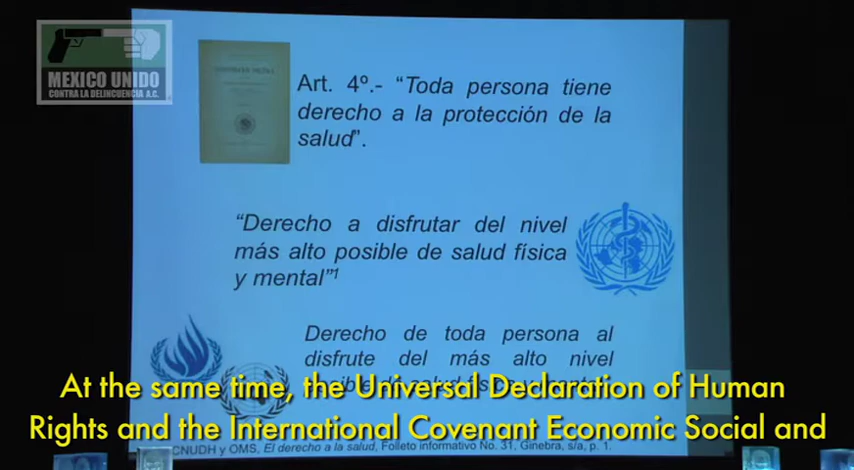 MEXICO UNIDO
CONTRA LA DELINCUENCIA A.C.
Art. 4º.- “Toda persona tiene
derecho a la protección de la
salud”.
“Derecho a disfrutar del nivel
más alto posible de salud física
y mental”¹
Derecho de toda persona al
disfrute del más alto nivel
At the same time, the Universal Declaration of Human
Rights and the International Covenant Economic Social and
CNUDH y OMS, El derecho a la salud, Folleto informativo No. 31, Ginebra, s/a, p. 1.